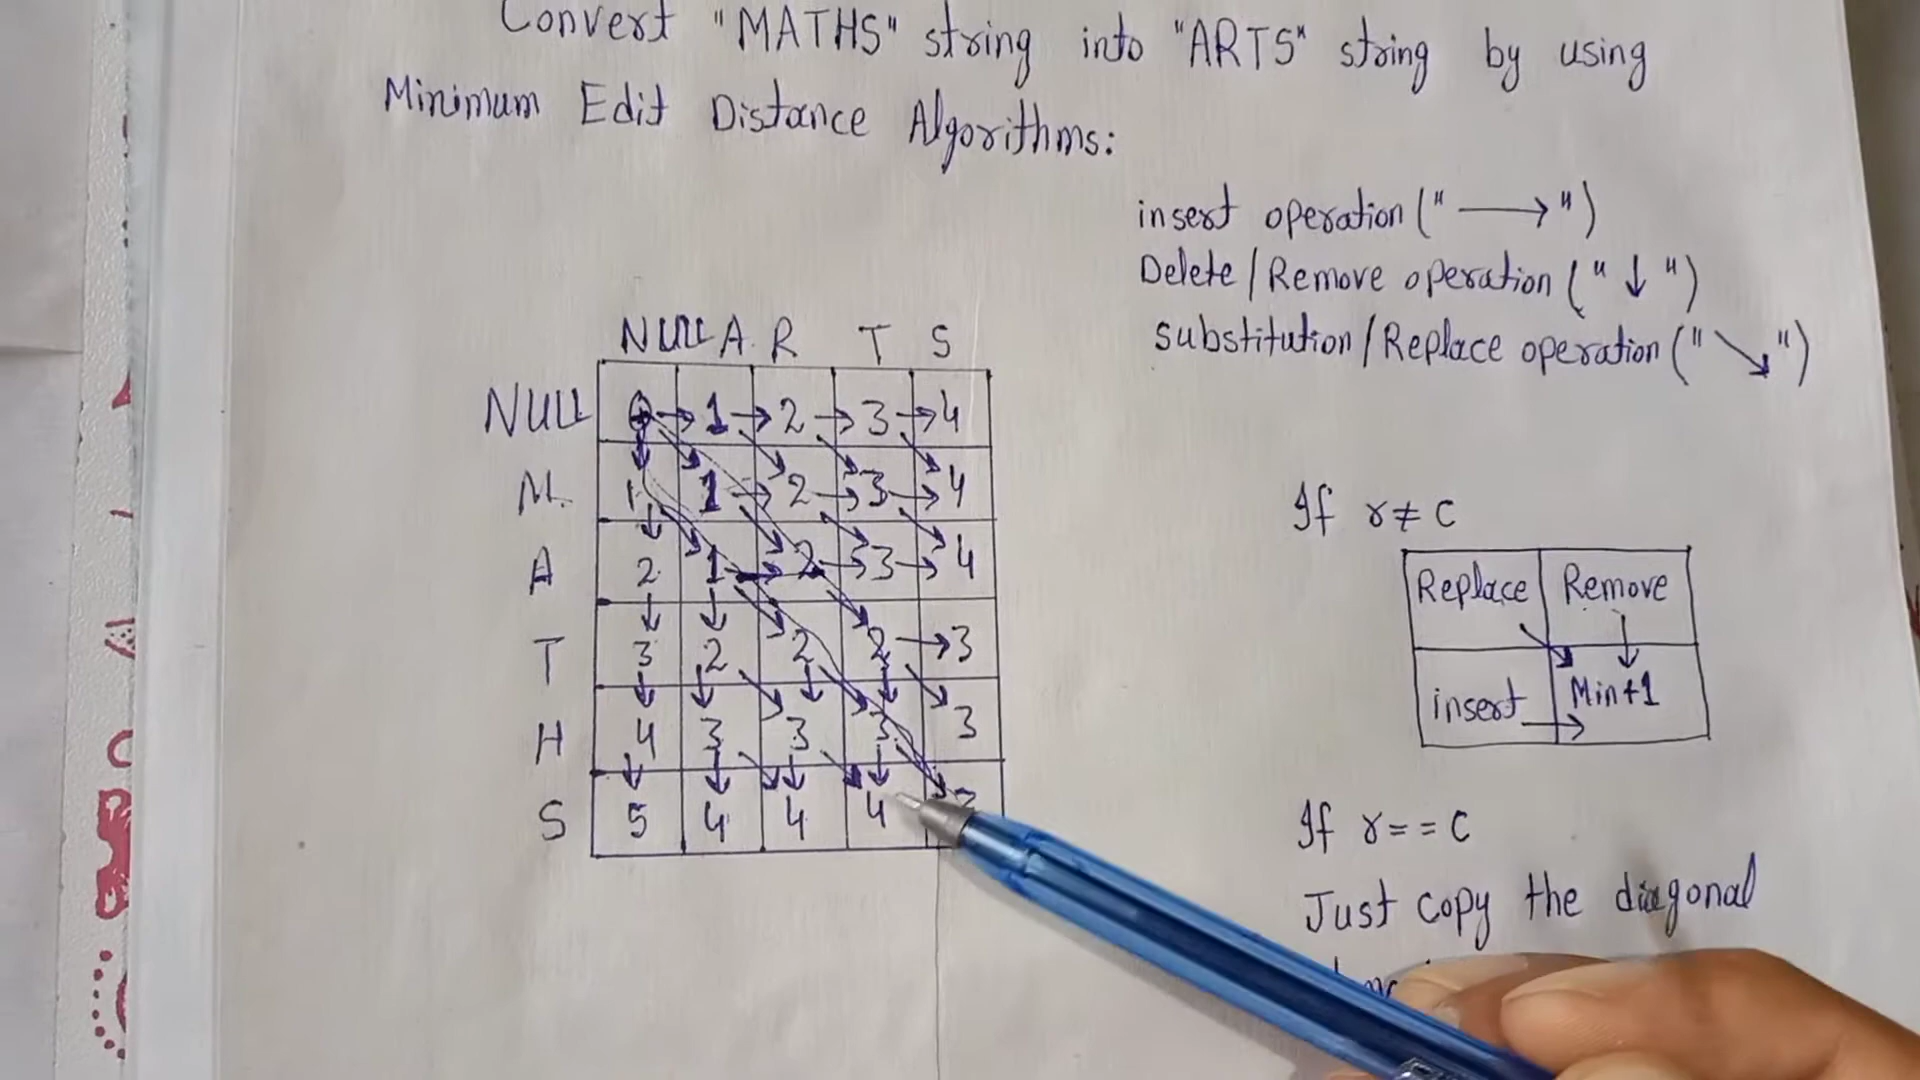 Convert "MATHS" string into "ARTS" string by using
Minimum Edit Distance Algorithms:
insert operation ("⟶")
Delete/Remove operation ("↓")
Substitution/Replace operation ("↘")
NULL A R T S
NULL 0 → 1 → 2 → 3 → 4
M 1 1 → 2 → 3 → 4
A 2 1 → 2 → 3 → 4
T 3 2 2 2 → 3
H 4 3 3 3 3
S 5 4 4 4
If r ≠ c
Replace Remove
insert Min+1
If r == c
Just copy the diagonal